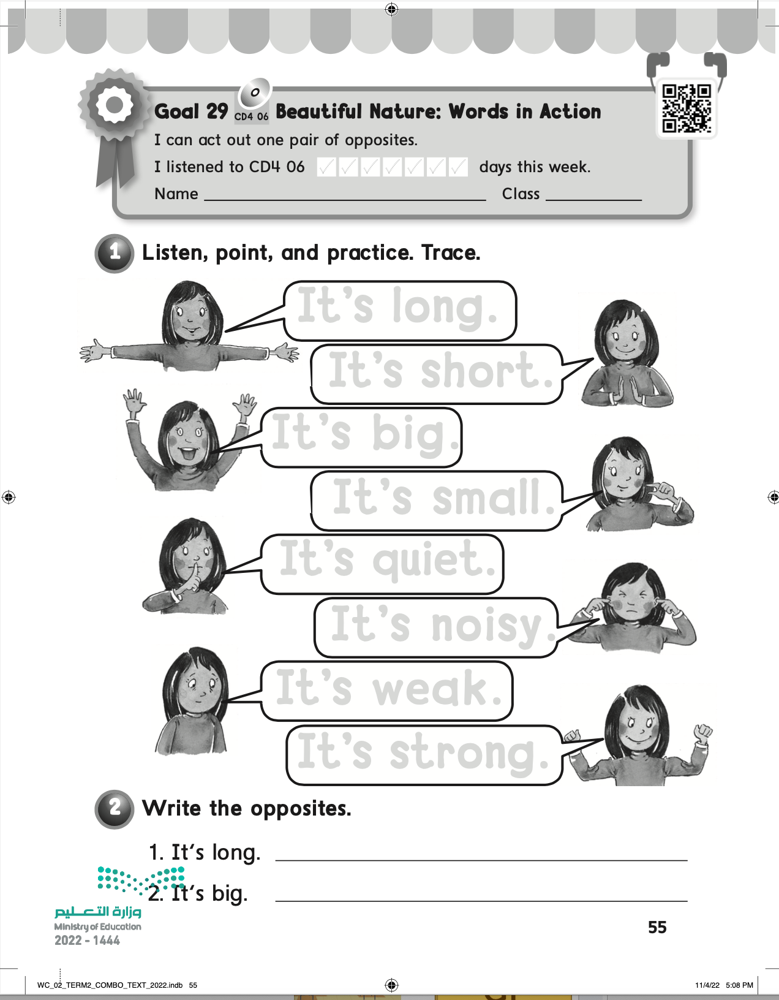 Goal 29 CD4 06 Beautiful Nature: Words in Action
I can act out one pair of opposites.
I listened to CD4 06 days this week.
Name Class
1 Listen, point, and practice. Trace.
It's long.
It's short.
It's big.
It's small.
It's quiet.
It's noisy.
It's weak.
It's strong.
2 Write the opposites.
1. It's long.
2. It's big.
وزارة التعليم
Ministry of Education
2022 - 1444
55
WC_02_TERM2_COMBO_TEXT_2022.indb 55
11/4/22 5:08 PM